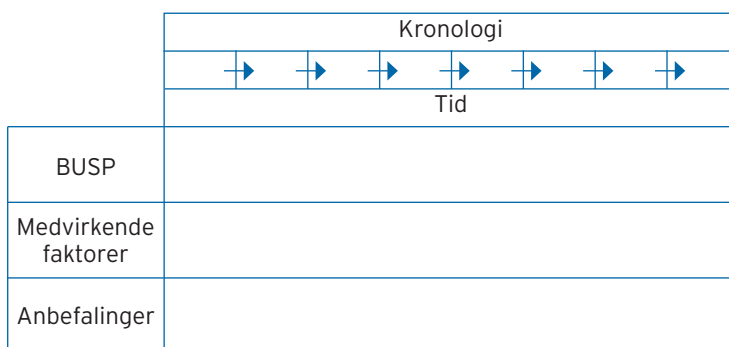 Kronologi
Tid
BUSP
Medvirkende
faktorer
Anbefalinger